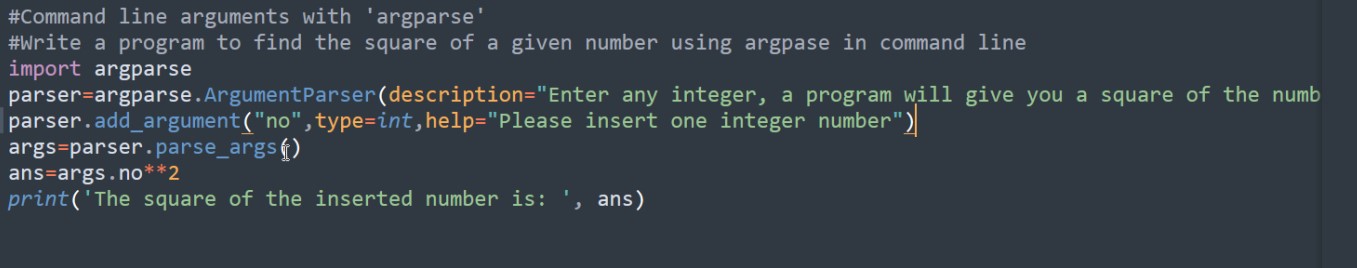 #Command line arguments with 'argparse'
#Write a program to find the square of a given number using argpase in command line
import argparse
parser=argparse.ArgumentParser(description="Enter any integer, a program will give you a square of the numb
parser.add_argument("no",type=int,help="Please insert one integer number")
args=parser.parse_args()
ans=args.no**2
print('The square of the inserted number is: ', ans)